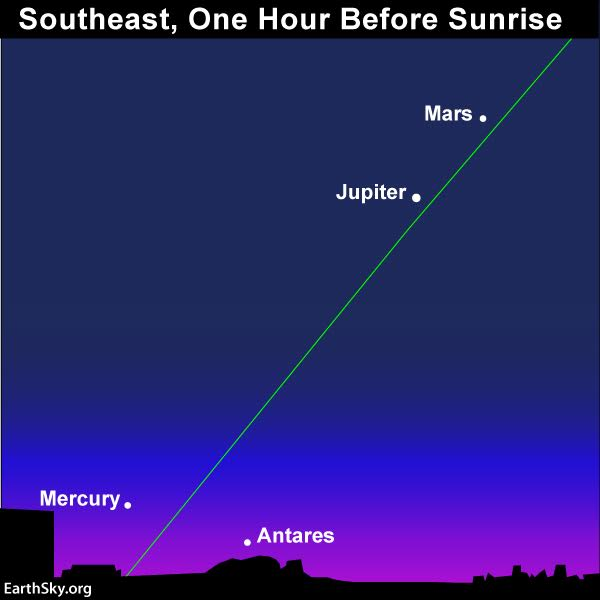 Southeast, One Hour Before Sunrise
Mars
Jupiter
Mercury
Antares
EarthSky.org